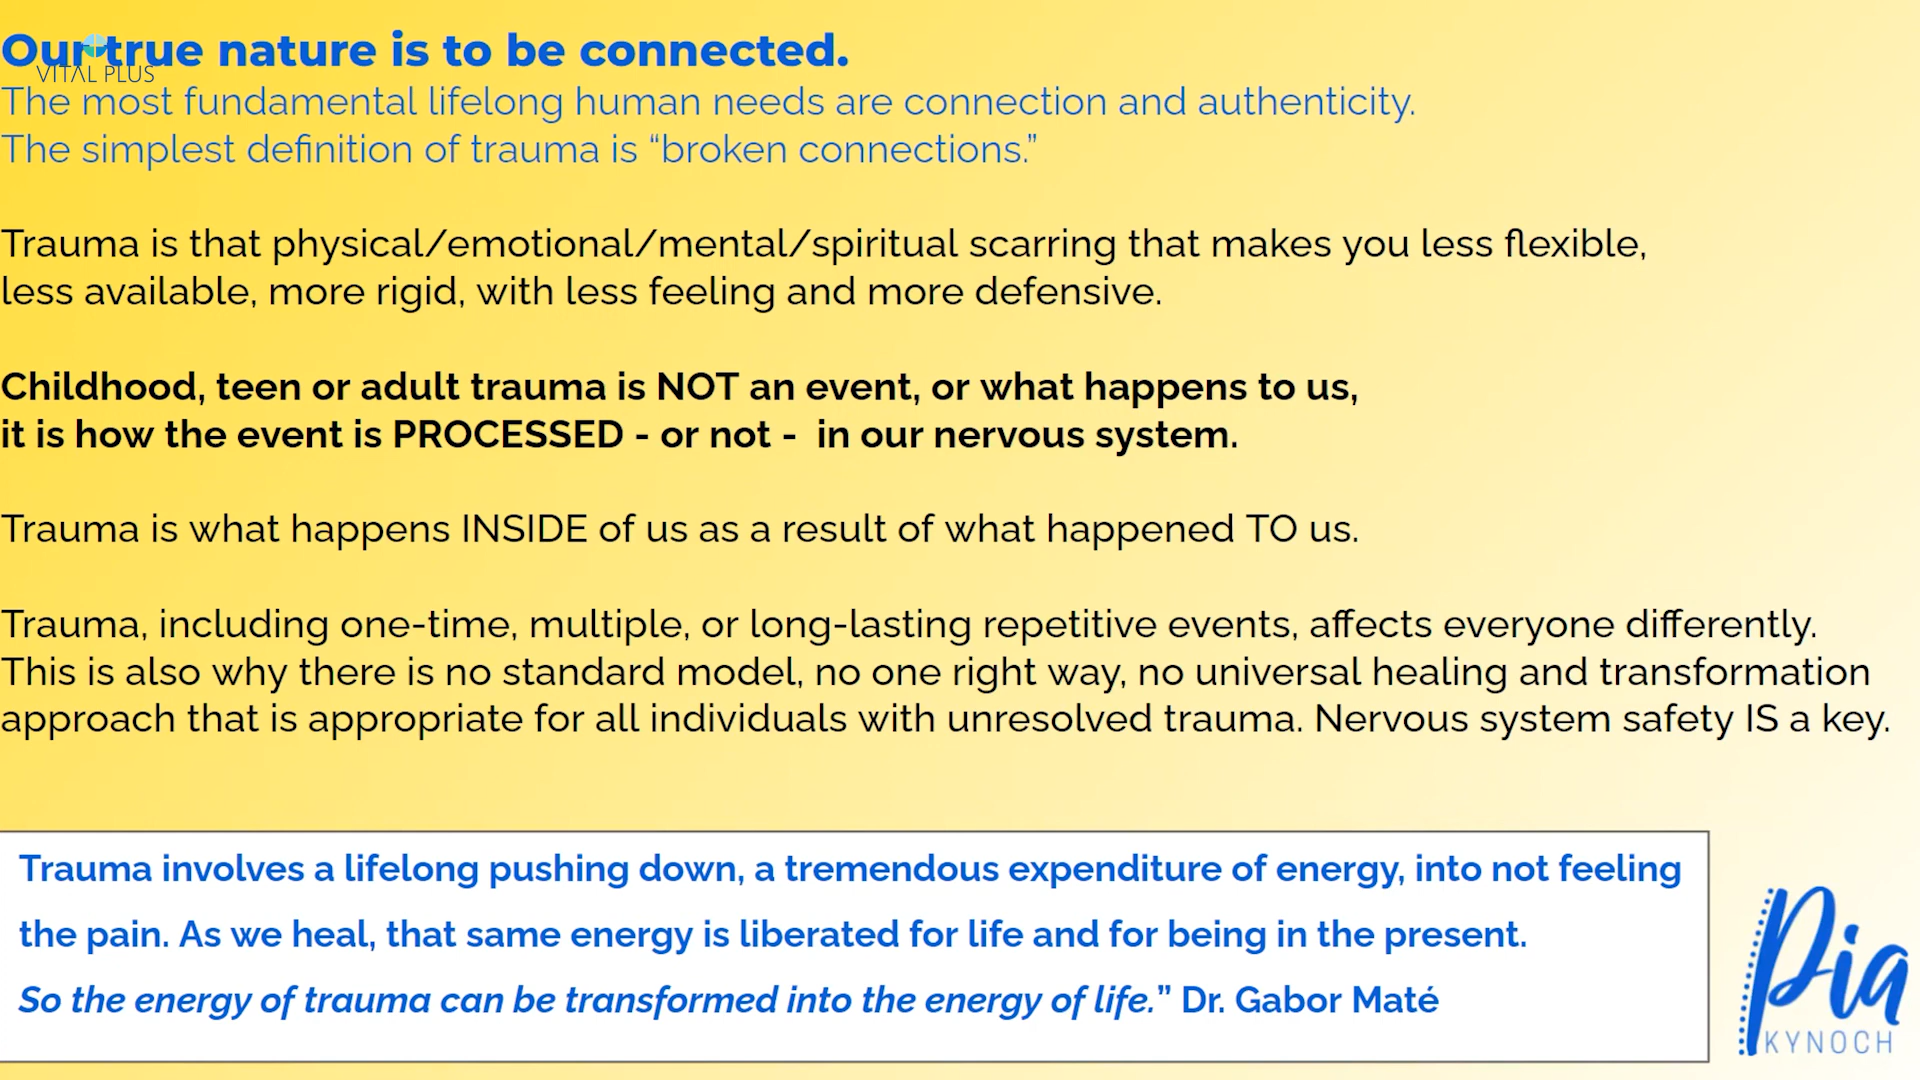 Our true nature is to be connected.
VITAL PLUS
The most fundamental lifelong human needs are connection and authenticity.
The simplest definition of trauma is “broken connections.”
Trauma is that physical/emotional/mental/spiritual scarring that makes you less flexible,
less available, more rigid, with less feeling and more defensive.
Childhood, teen or adult trauma is NOT an event, or what happens to us,
it is how the event is PROCESSED - or not -  in our nervous system.
Trauma is what happens INSIDE of us as a result of what happened TO us.
Trauma, including one-time, multiple, or long-lasting repetitive events, affects everyone differently.
This is also why there is no standard model, no one right way, no universal healing and transformation
approach that is appropriate for all individuals with unresolved trauma. Nervous system safety IS a key.
Trauma involves a lifelong pushing down, a tremendous expenditure of energy, into not feeling
the pain. As we heal, that same energy is liberated for life and for being in the present.
So the energy of trauma can be transformed into the energy of life.” Dr. Gabor Maté
Pia
KYNOCH